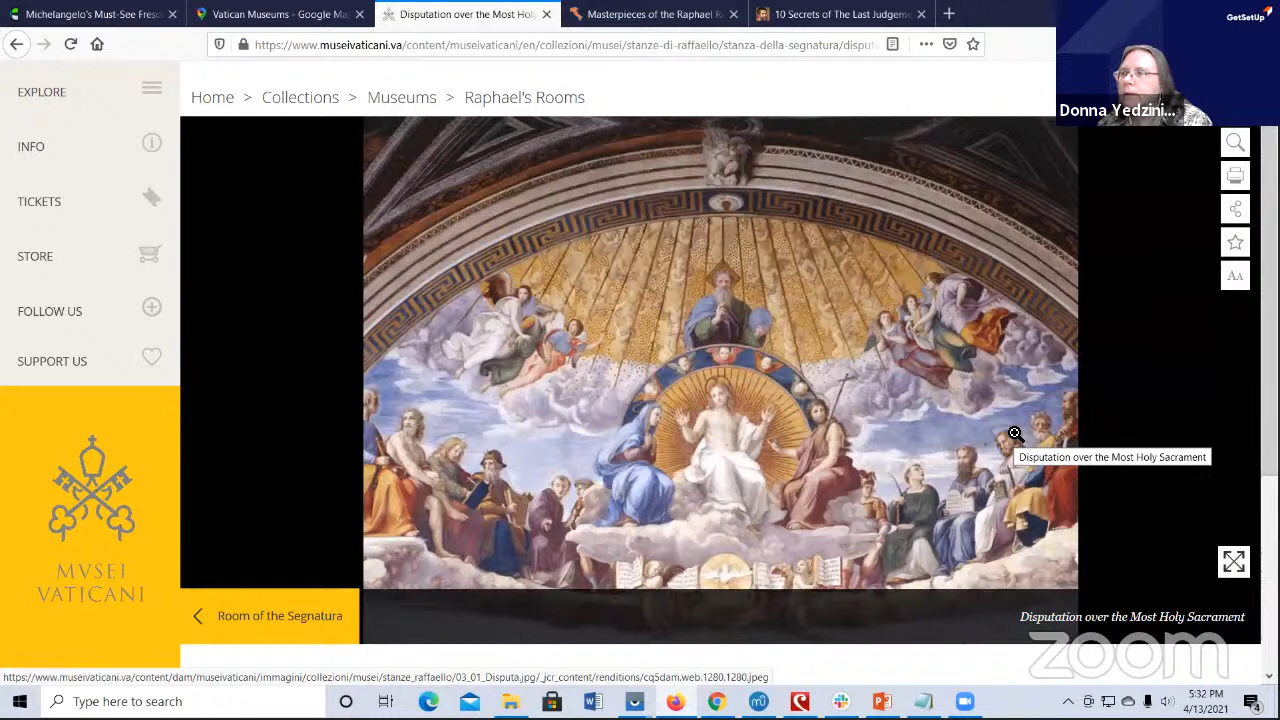 Michelangelo's Must-See Fresc
Vatican Museums - Google Ma
Disputation over the Most Hol
Masterpieces of the Raphael R
10 Secrets of The Last Judgeme
GetSetUp
https://www.museivaticani.va/content/museivaticani/en/collezioni/musei/stanze-di-raffaello/stanza-della-segnatura/disput
Donna Yedzini...
EXPLORE
INFO
TICKETS
STORE
FOLLOW US
SUPPORT US
MVSEI
VATICANI
Home > Collections > Museums > Raphael's Rooms
AA
Disputation over the Most Holy Sacrament
Room of the Segnatura
Disputation over the Most Holy Sacrament
zoom
https://www.museivaticani.va/content/dam/museivaticani/immagini/collezioni/musei/stanze_raffaello/03_01_Disputa.jpg/_jcr_content/renditions/cq5dam.web.1280.1280.jpeg
Type here to search
5:32 PM
4/13/2021
4